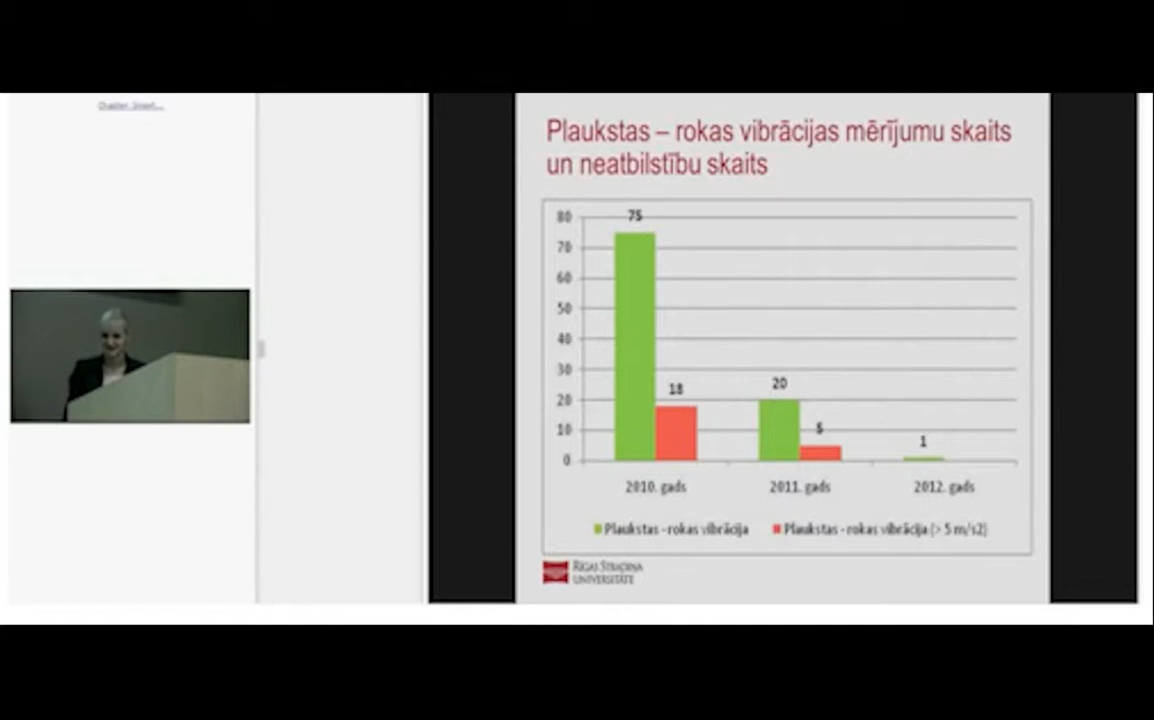 Plaukstas – rokas vibrācijas mērījumu skaits
un neatbilstību skaits
80
70
60
50
40
30
20
10
0
75
18
20
5
1
2010. gads
2011. gads
2012. gads
Plaukstas - rokas vibrācija
Plaukstas - rokas vibrācija (> 5 m/s2)
RĪGAS STRADIŅA
UNIVERSITĀTE